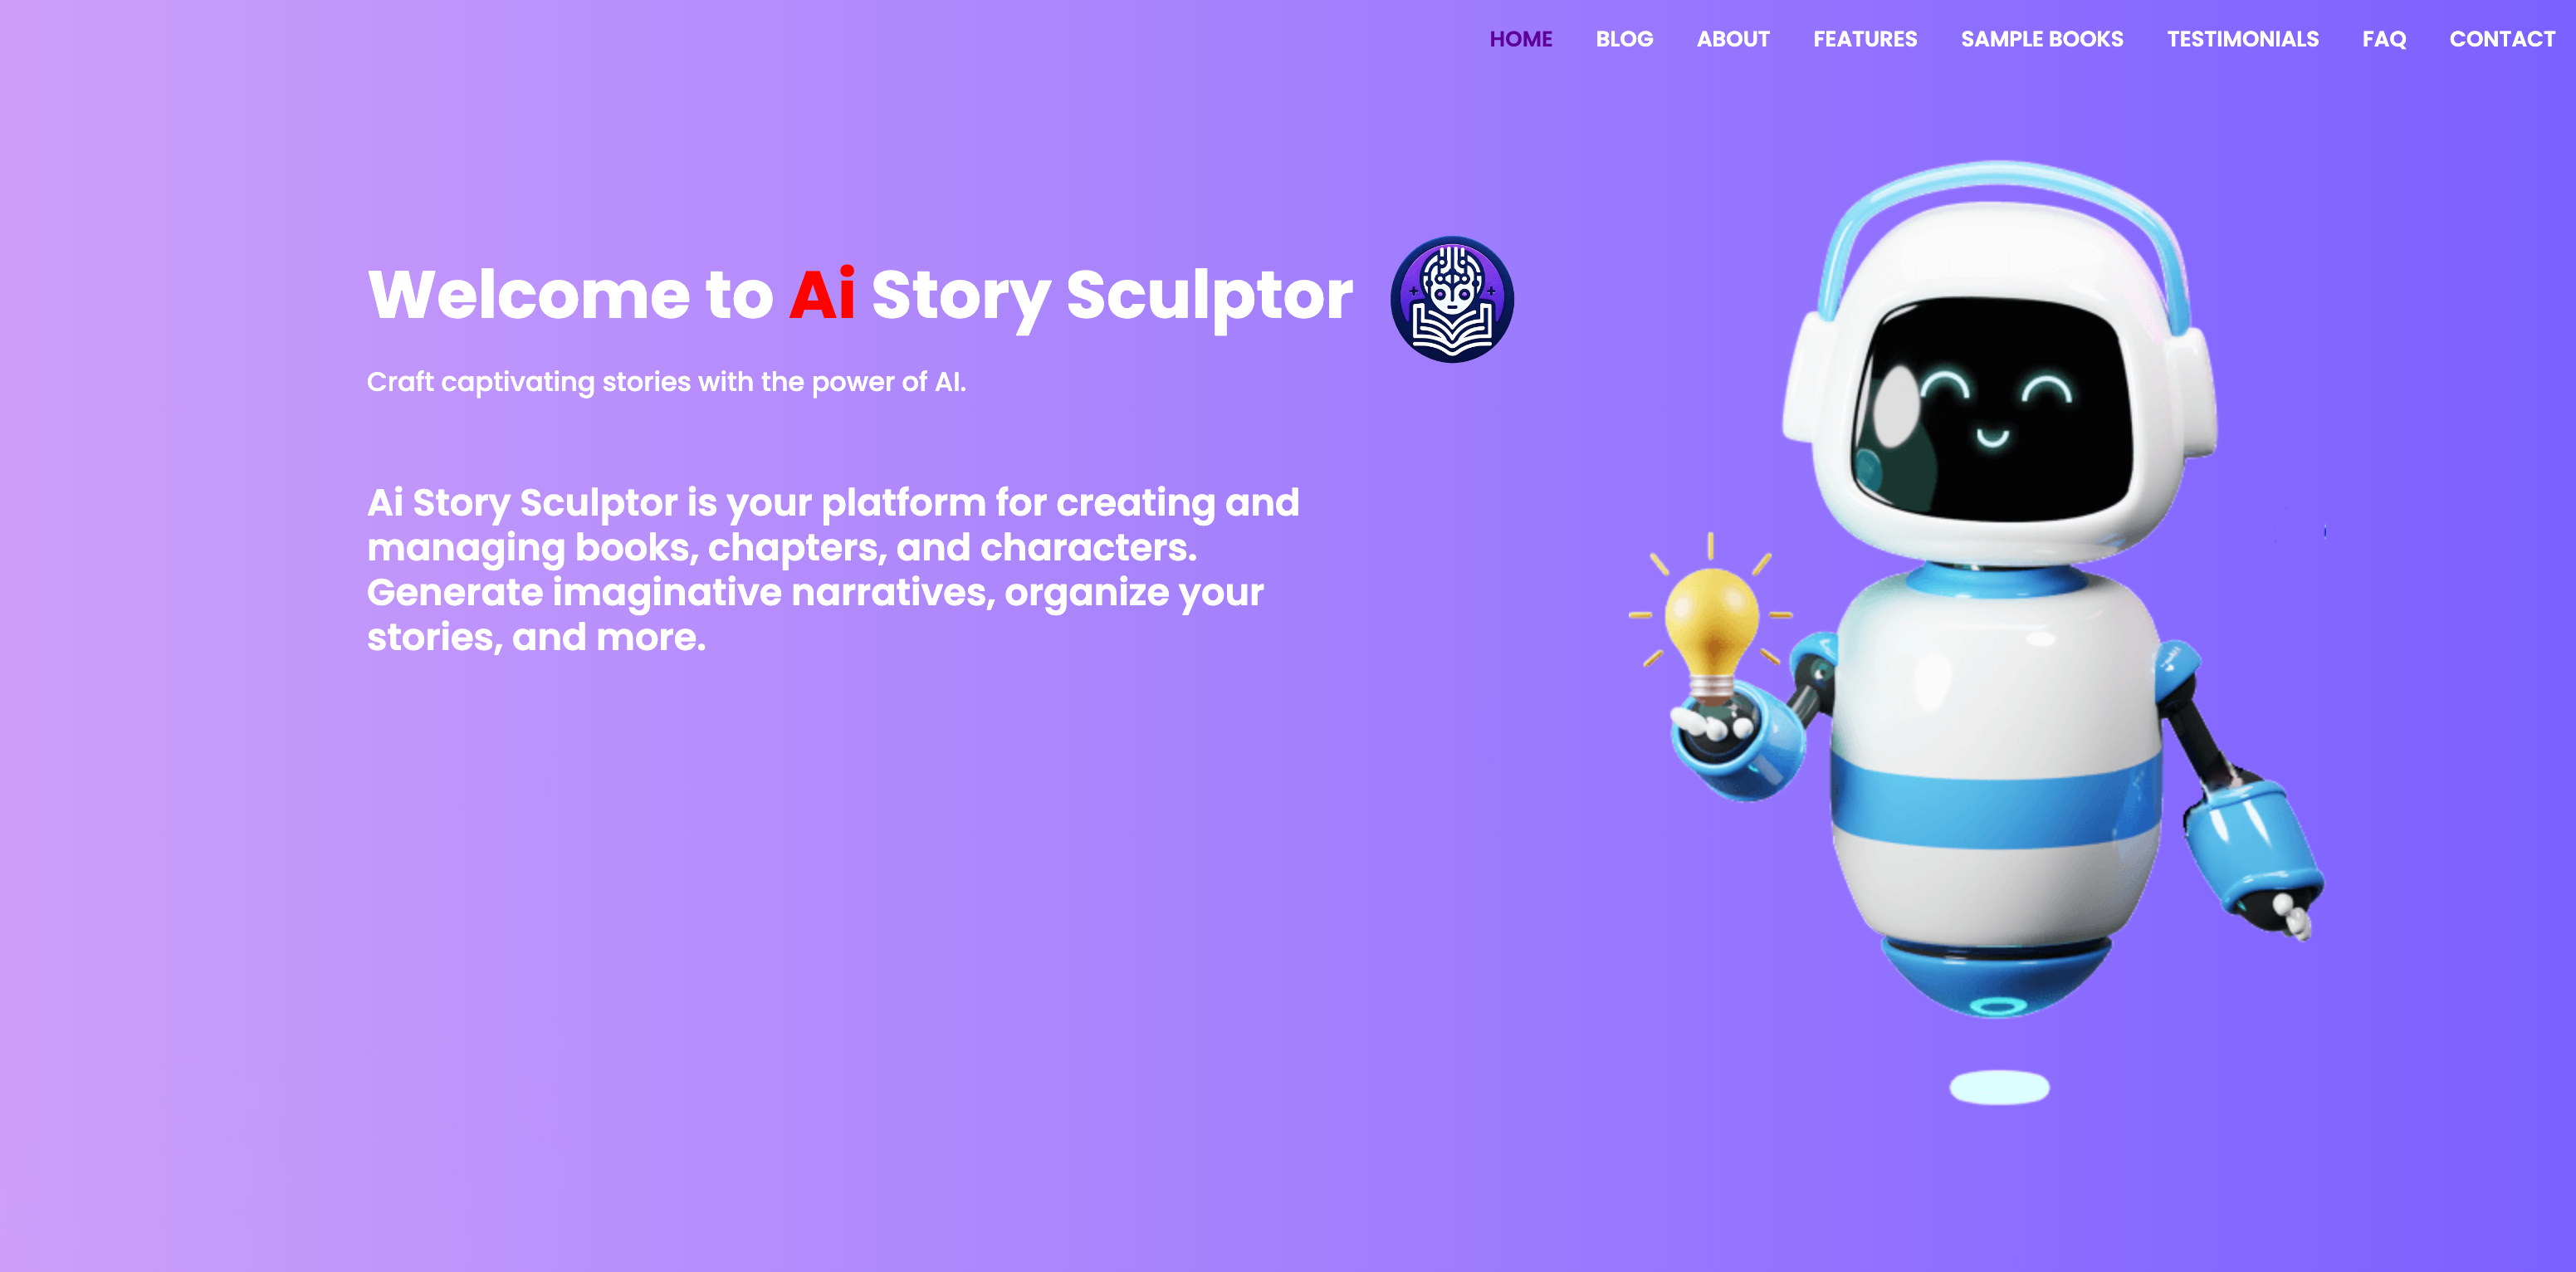 HOME BLOG ABOUT FEATURES SAMPLE BOOKS TESTIMONIALS FAQ CONTACT
Welcome to Ai Story Sculptor
Craft captivating stories with the power of AI.
Ai Story Sculptor is your platform for creating and
managing books, chapters, and characters.
Generate imaginative narratives, organize your
stories, and more.